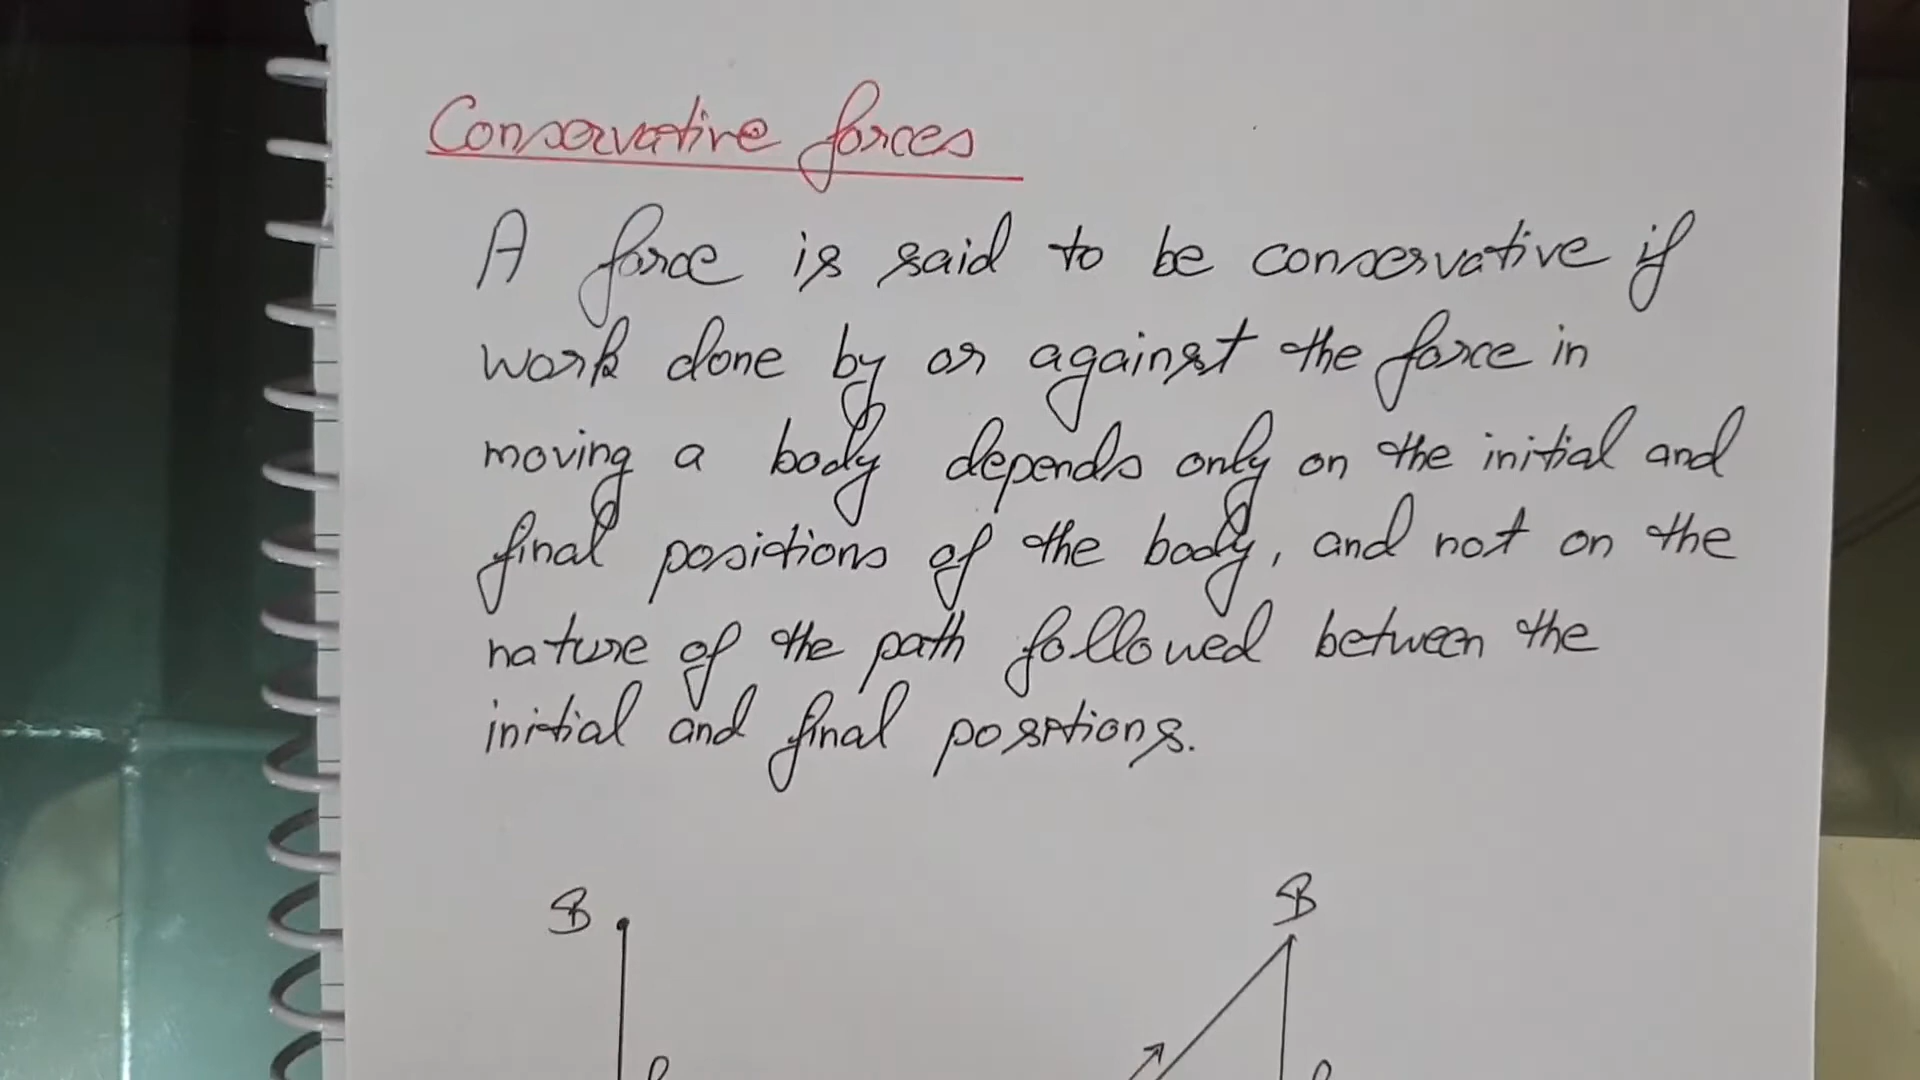 Conservative forces
A force is said to be conservative if
work done by or against the force in
moving a body depends only on the initial and
final positions of the body, and not on the
nature of the path followed between the
initial and final positions.
B B